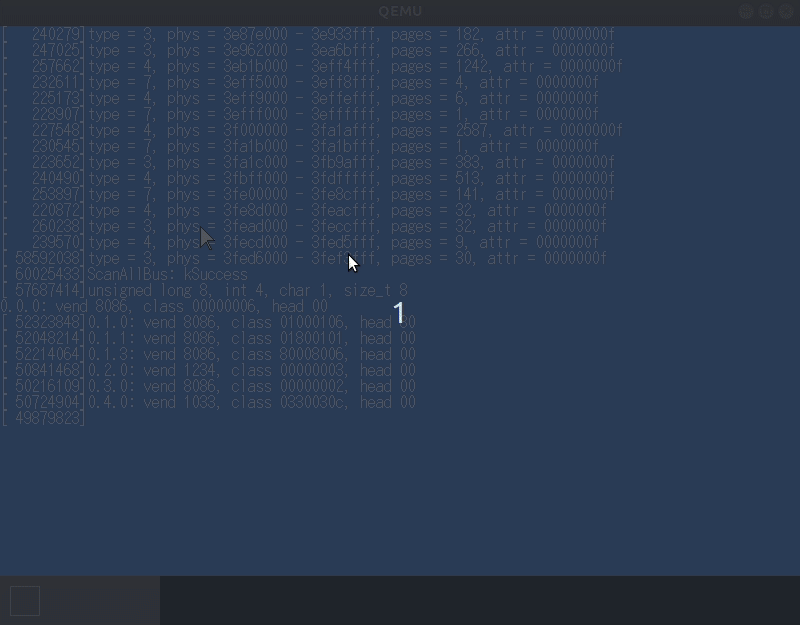 QEMU
[ 240279]type = 3, phys = 3e87e000 - 3e933fff, pages = 182, attr = 0000000f
[ 247025]type = 3, phys = 3e962000 - 3ea6bfff, pages = 266, attr = 0000000f
[ 257662]type = 4, phys = 3eb1b000 - 3eff4fff, pages = 1242, attr = 0000000f
[ 232611]type = 7, phys = 3eff5000 - 3eff8fff, pages = 4, attr = 0000000f
[ 225173]type = 4, phys = 3eff9000 - 3effefff, pages = 6, attr = 0000000f
[ 228907]type = 7, phys = 3efff000 - 3effffff, pages = 1, attr = 0000000f
[ 227548]type = 4, phys = 3f000000 - 3fa1afff, pages = 2587, attr = 0000000f
[ 230545]type = 7, phys = 3fa1b000 - 3fa1bfff, pages = 1, attr = 0000000f
[ 223652]type = 3, phys = 3fa1c000 - 3fb9afff, pages = 383, attr = 0000000f
[ 240490]type = 4, phys = 3fbff000 - 3fdfffff, pages = 513, attr = 0000000f
[ 253397]type = 7, phys = 3fe00000 - 3fe8cfff, pages = 141, attr = 0000000f
[ 220872]type = 4, phys = 3fe8d000 - 3feacfff, pages = 32, attr = 0000000f
[ 260238]type = 3, phys = 3fead000 - 3feccfff, pages = 32, attr = 0000000f
[ 239570]type = 4, phys = 3fecd000 - 3fed5fff, pages = 9, attr = 0000000f
[ 58592038]type = 3, phys = 3fed6000 - 3fef3fff, pages = 30, attr = 0000000f
[ 60025433]ScanAllBus: kSuccess
[ 57687414]unsigned long 8, int 4, char 1, size_t 8
0.0.0: vend 8086, class 00000006, head 00
[ 52323848]0.1.0: vend 8086, class 01000106, head 80
[ 52048214]0.1.1: vend 8086, class 01800101, head 00
[ 52214064]0.1.3: vend 8086, class 80008006, head 00
[ 50841468]0.2.0: vend 1234, class 00000003, head 00
[ 50216109]0.3.0: vend 8086, class 00000002, head 00
[ 50724904]0.4.0: vend 1033, class 0330030c, head 00
[ 49879823]
1